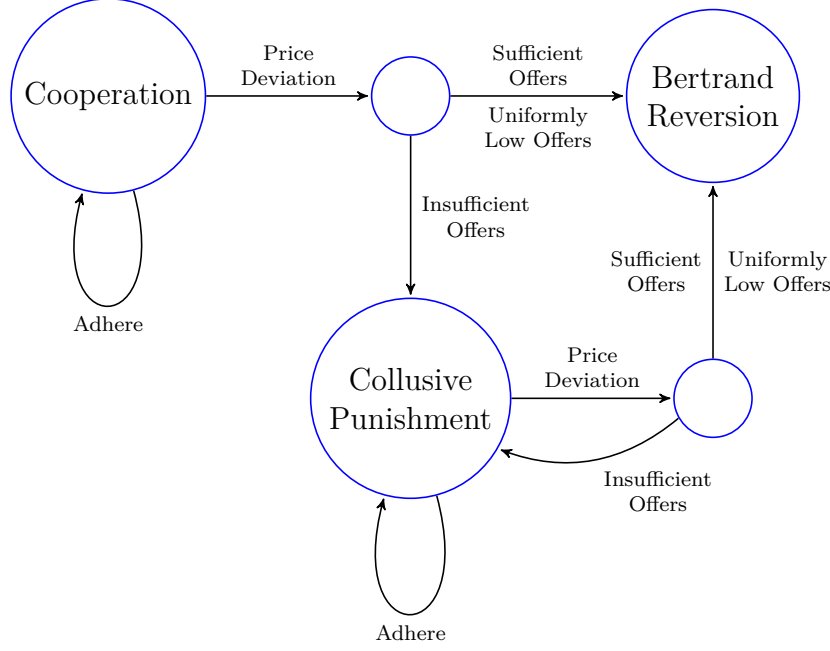 Cooperation
Price
Deviation
Sufficient
Offers
Uniformly
Low Offers
Bertrand
Reversion
Insufficient
Offers
Adhere
Sufficient
Offers
Uniformly
Low Offers
Collusive
Punishment
Price
Deviation
Insufficient
Offers
Adhere